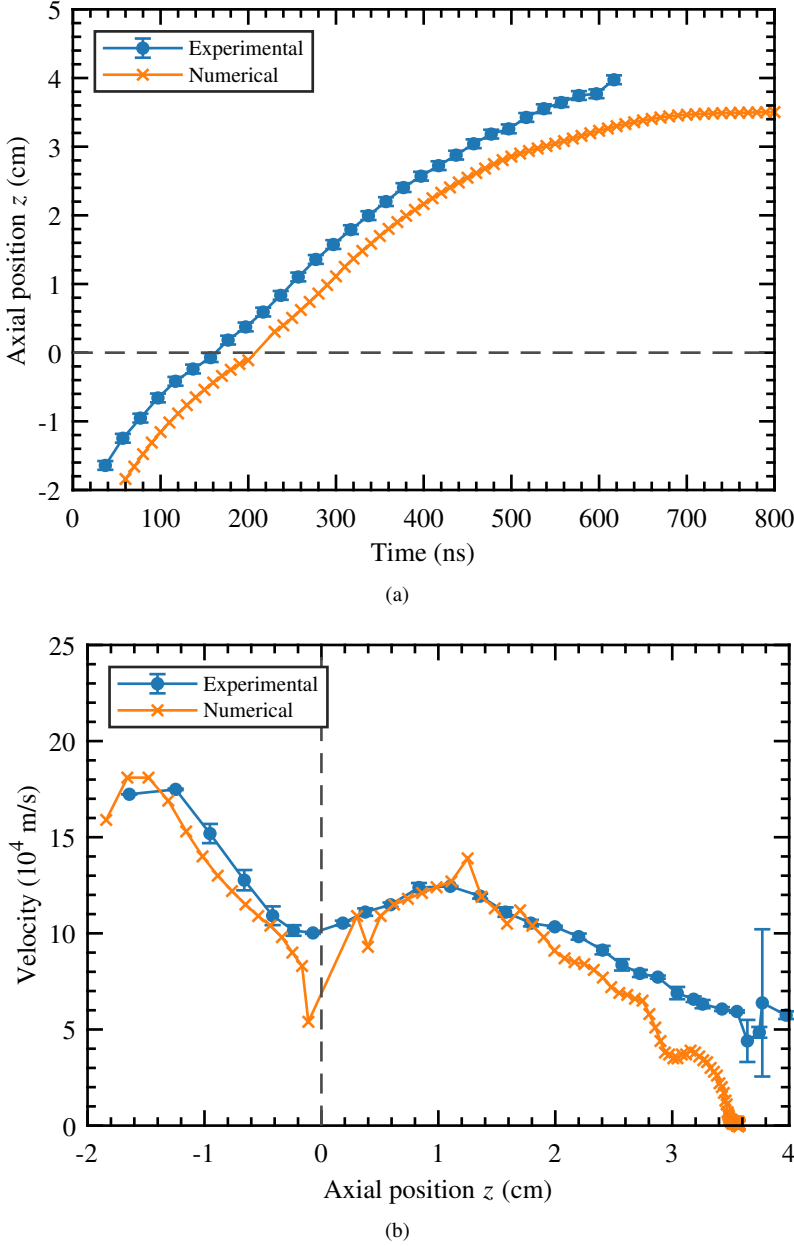 5
4
3
2
1
0
-1
-2
Axial position z (cm)
Experimental
Numerical
0 100 200 300 400 500 600 700 800
Time (ns)
(a)
25
20
15
10
5
0
Velocity (10⁴ m/s)
Experimental
Numerical
-2 -1 0 1 2 3 4
Axial position z (cm)
(b)